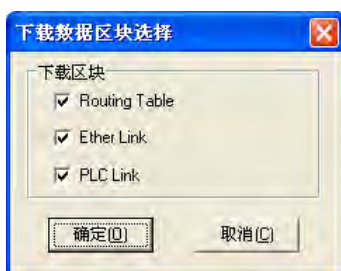 下载数据区块选择
下载区块
Routing Table
Ether Link
PLC Link
确定(O) 取消(C)